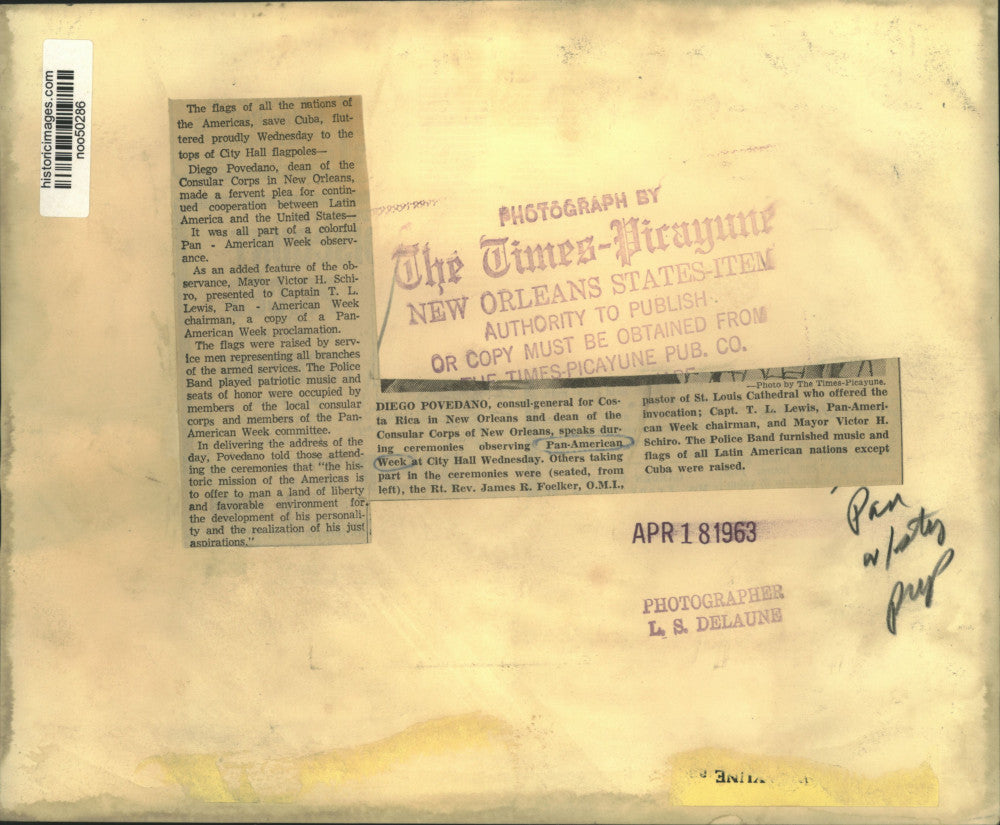 historicimages.com
noo50286
The flags of all the nations of
the Americas, save Cuba, flut-
tered proudly Wednesday to the
tops of City Hall flagpoles—
Diego Povedano, dean of the
Consular Corps in New Orleans,
made a fervent plea for contin-
ued cooperation between Latin
America and the United States—
It was all part of a colorful
Pan - American Week observ-
ance.
As an added feature of the ob-
servance, Mayor Victor H. Schi-
ro, presented to Captain T. L.
Lewis, Pan - American Week
chairman, a copy of a Pan-
American Week proclamation.
The flags were raised by serv-
ice men representing all branches
of the armed services. The Police
Band played patriotic music and
seats of honor were occupied by
members of the local consular
corps and members of the Pan-
American Week committee.
In delivering the address of the
day, Povedano told those attend-
ing the ceremonies that "the his-
toric mission of the Americas is
to offer to man a land of liberty
and favorable environment for
the development of his personali-
ty and the realization of his just
aspirations."
PHOTOGRAPH BY
The Times-Picayune
NEW ORLEANS STATES-ITEM
AUTHORITY TO PUBLISH
OR COPY MUST BE OBTAINED FROM
THE TIMES-PICAYUNE PUB. CO.
—Photo by The Times-Picayune.
DIEGO POVEDANO, consul-general for Cos-
ta Rica in New Orleans and dean of the
Consular Corps of New Orleans, speaks dur-
ing ceremonies observing Pan-American
Week at City Hall Wednesday. Others taking
part in the ceremonies were (seated, from
left), the Rt. Rev. James R. Foelker, O.M.I.,
pastor of St. Louis Cathedral who offered the
invocation; Capt. T. L. Lewis, Pan-Ameri-
can Week chairman, and Mayor Victor H.
Schiro. The Police Band furnished music and
flags of all Latin American nations except
Cuba were raised.
APR 18 1963
Pan
PHOTOGRAPHER
L. S. DELAUNE